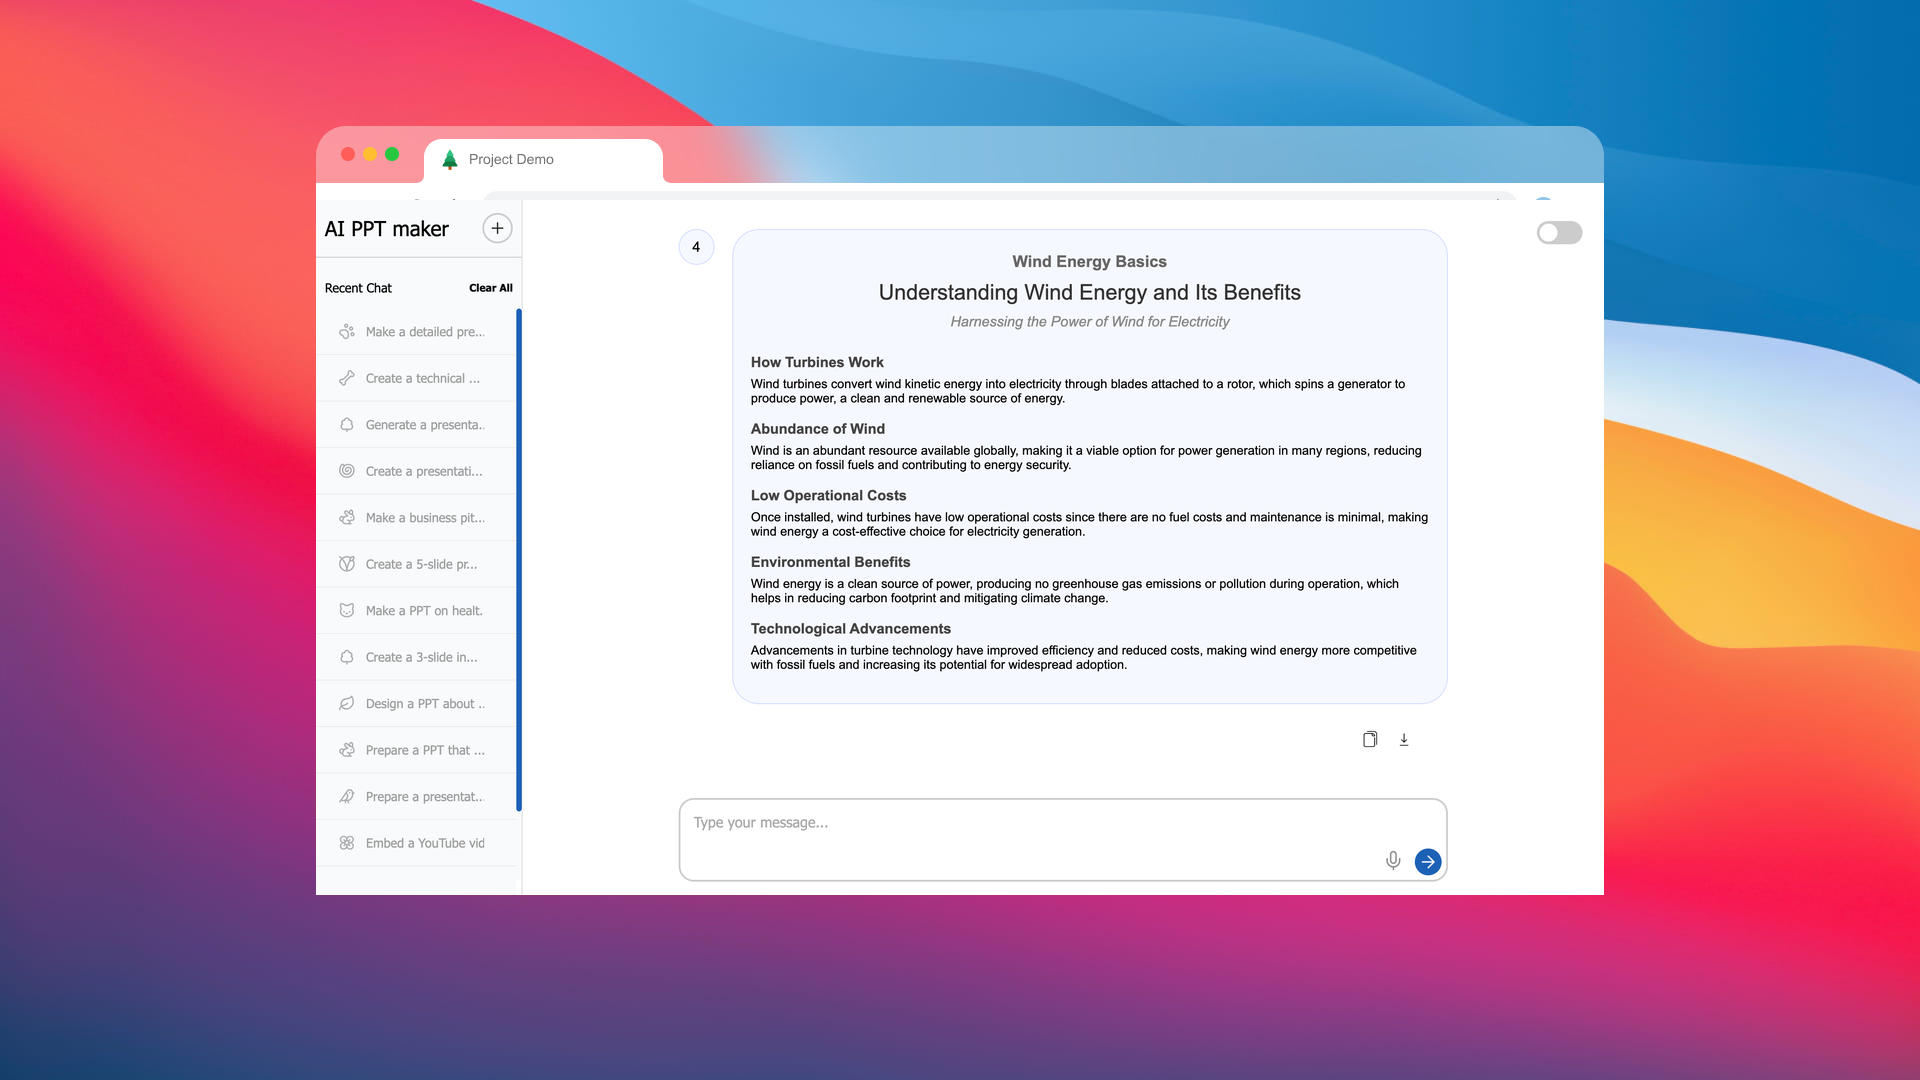 Project Demo
AI PPT maker
Recent Chat
Clear All
Make a detailed pre...
Create a technical ...
Generate a presenta..
Create a presentati...
Make a business pit...
Create a 5-slide pr...
Make a PPT on healt.
Create a 3-slide in...
Design a PPT about ..
Prepare a PPT that ...
Prepare a presentat...
Embed a YouTube vid
4
Wind Energy Basics
Understanding Wind Energy and Its Benefits
Harnessing the Power of Wind for Electricity
How Turbines Work
Wind turbines convert wind kinetic energy into electricity through blades attached to a rotor, which spins a generator to
produce power, a clean and renewable source of energy.
Abundance of Wind
Wind is an abundant resource available globally, making it a viable option for power generation in many regions, reducing
reliance on fossil fuels and contributing to energy security.
Low Operational Costs
Once installed, wind turbines have low operational costs since there are no fuel costs and maintenance is minimal, making
wind energy a cost-effective choice for electricity generation.
Environmental Benefits
Wind energy is a clean source of power, producing no greenhouse gas emissions or pollution during operation, which
helps in reducing carbon footprint and mitigating climate change.
Technological Advancements
Advancements in turbine technology have improved efficiency and reduced costs, making wind energy more competitive
with fossil fuels and increasing its potential for widespread adoption.
Type your message...